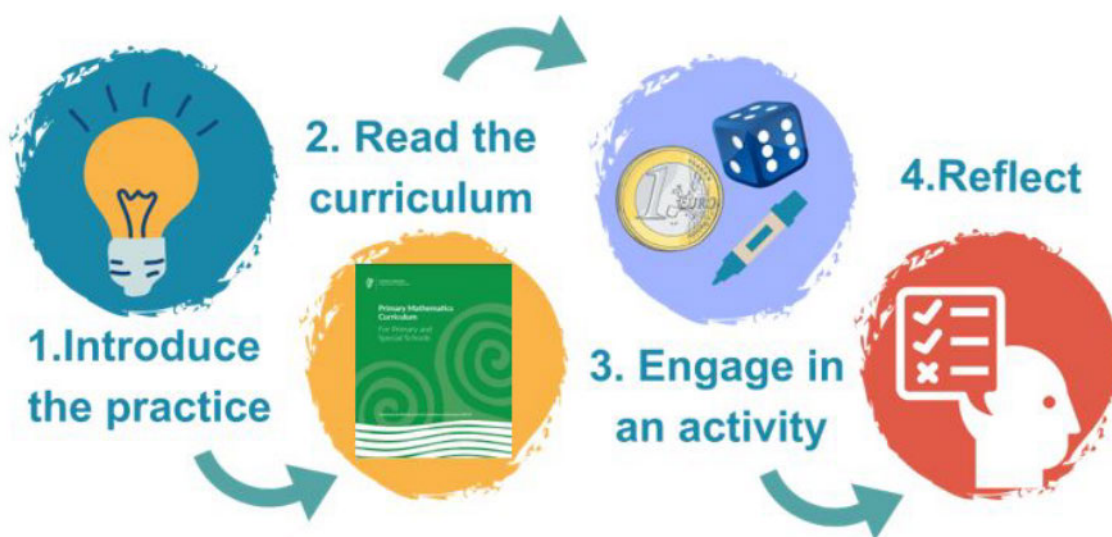 1.Introduce
the practice
2. Read the
curriculum
Primary Mathematics
Curriculum
For Primary and
Special Schools
3. Engage in
an activity
1
EURO
4.Reflect